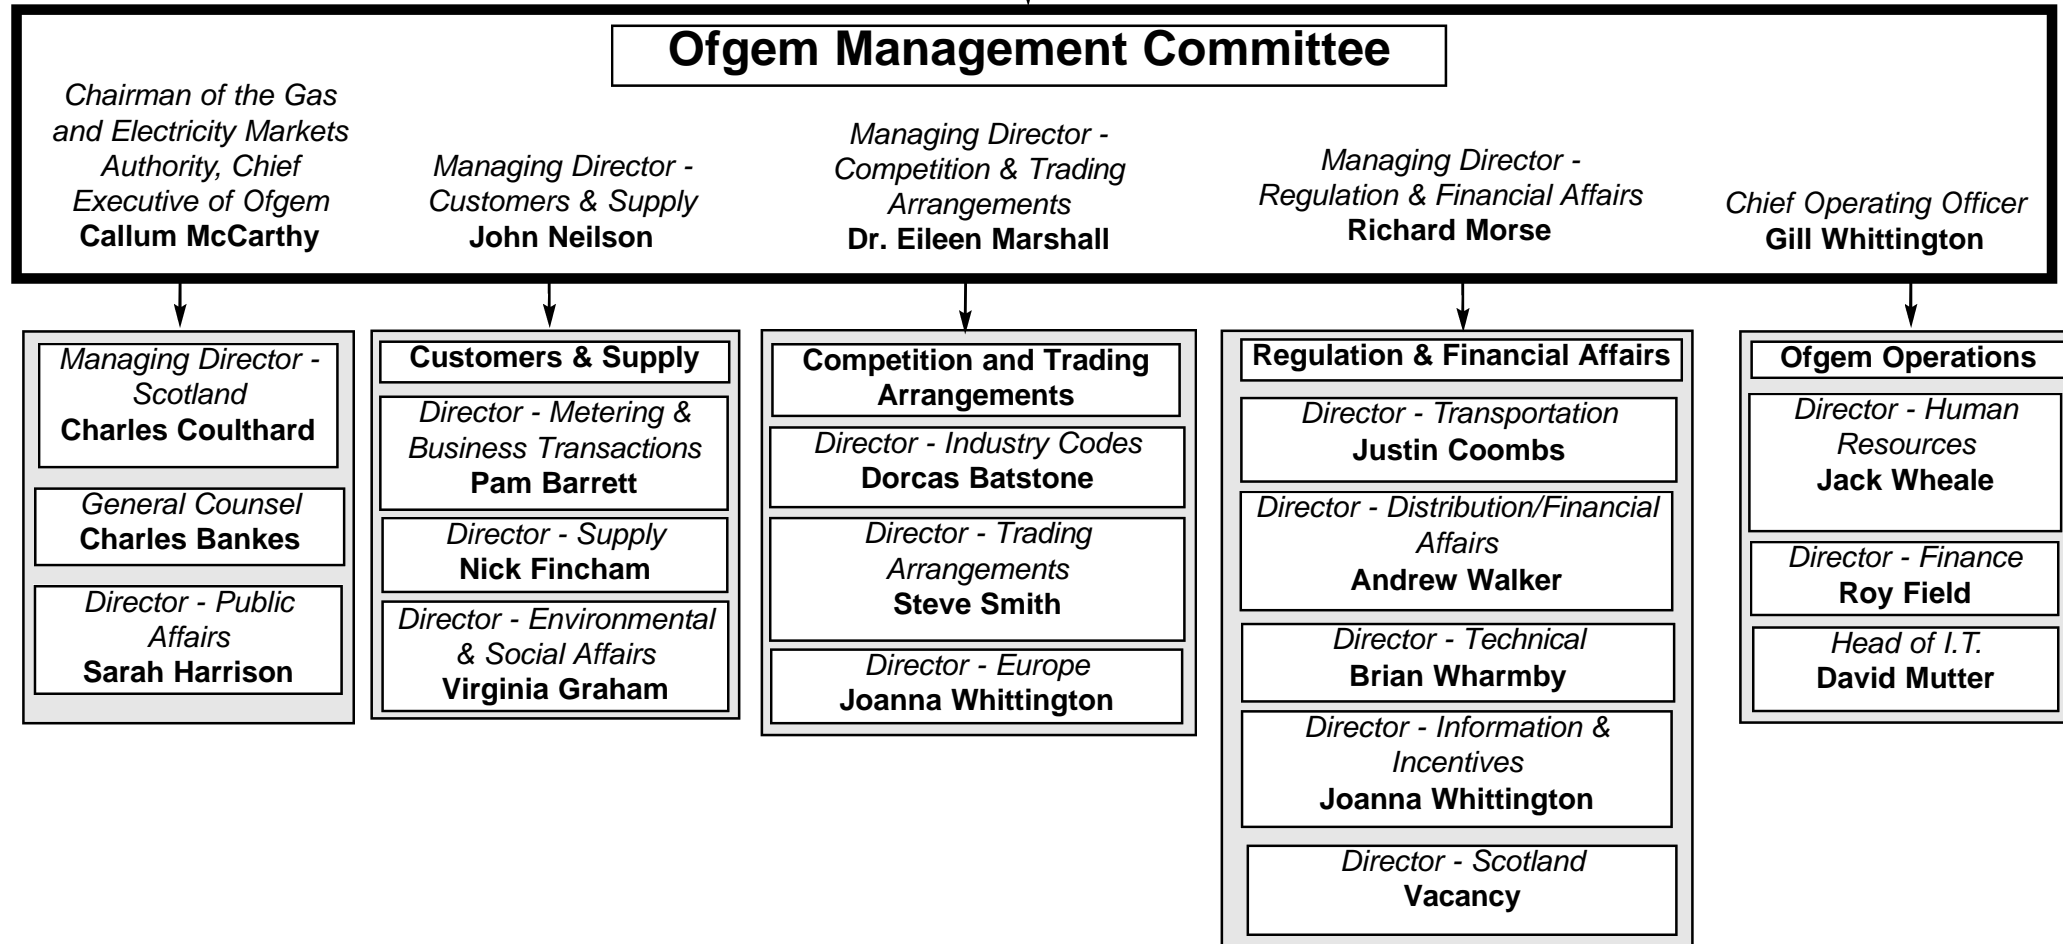 Ofgem Management Committee
Chairman of the Gas
and Electricity Markets
Authority, Chief
Executive of Ofgem
Callum McCarthy
Managing Director -
Customers & Supply
John Neilson
Managing Director -
Competition & Trading
Arrangements
Dr. Eileen Marshall
Managing Director -
Regulation & Financial Affairs
Richard Morse
Chief Operating Officer
Gill Whittington
Managing Director -
Scotland
Charles Coulthard
General Counsel
Charles Bankes
Director - Public
Affairs
Sarah Harrison
Customers & Supply
Director - Metering &
Business Transactions
Pam Barrett
Director - Supply
Nick Fincham
Director - Environmental
& Social Affairs
Virginia Graham
Competition and Trading
Arrangements
Director - Industry Codes
Dorcas Batstone
Director - Trading
Arrangements
Steve Smith
Director - Europe
Joanna Whittington
Regulation & Financial Affairs
Director - Transportation
Justin Coombs
Director - Distribution/Financial
Affairs
Andrew Walker
Director - Technical
Brian Wharmby
Director - Information &
Incentives
Joanna Whittington
Director - Scotland
Vacancy
Ofgem Operations
Director - Human
Resources
Jack Wheale
Director - Finance
Roy Field
Head of I.T.
David Mutter